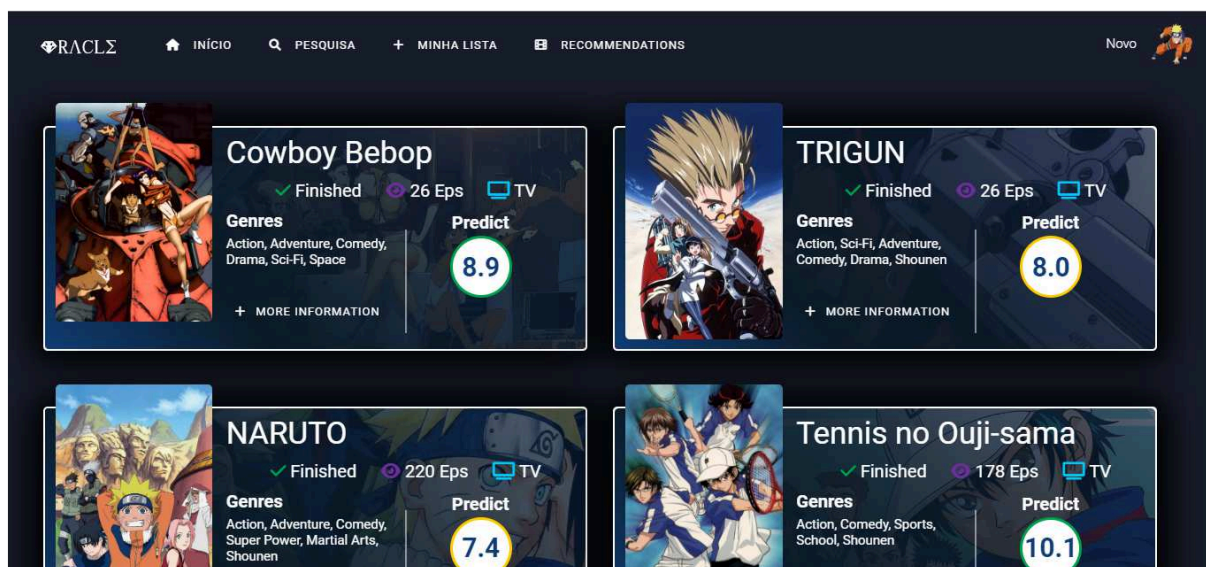 RΛCLΣ
INÍCIO
PESQUISA
+ MINHA LISTA
RECOMMENDATIONS
Novo
Cowboy Bebop
Finished 26 Eps TV
Genres
Predict
Action, Adventure, Comedy,
Drama, Sci-Fi, Space
8.9
+ MORE INFORMATION
TRIGUN
Finished 26 Eps TV
Genres
Predict
Action, Sci-Fi, Adventure,
Comedy, Drama, Shounen
8.0
+ MORE INFORMATION
NARUTO
Finished 220 Eps TV
Genres
Predict
Action, Adventure, Comedy,
Super Power, Martial Arts,
Shounen
7.4
Tennis no Ouji-sama
Finished 178 Eps TV
Genres
Predict
Action, Comedy, Sports,
School, Shounen
10.1